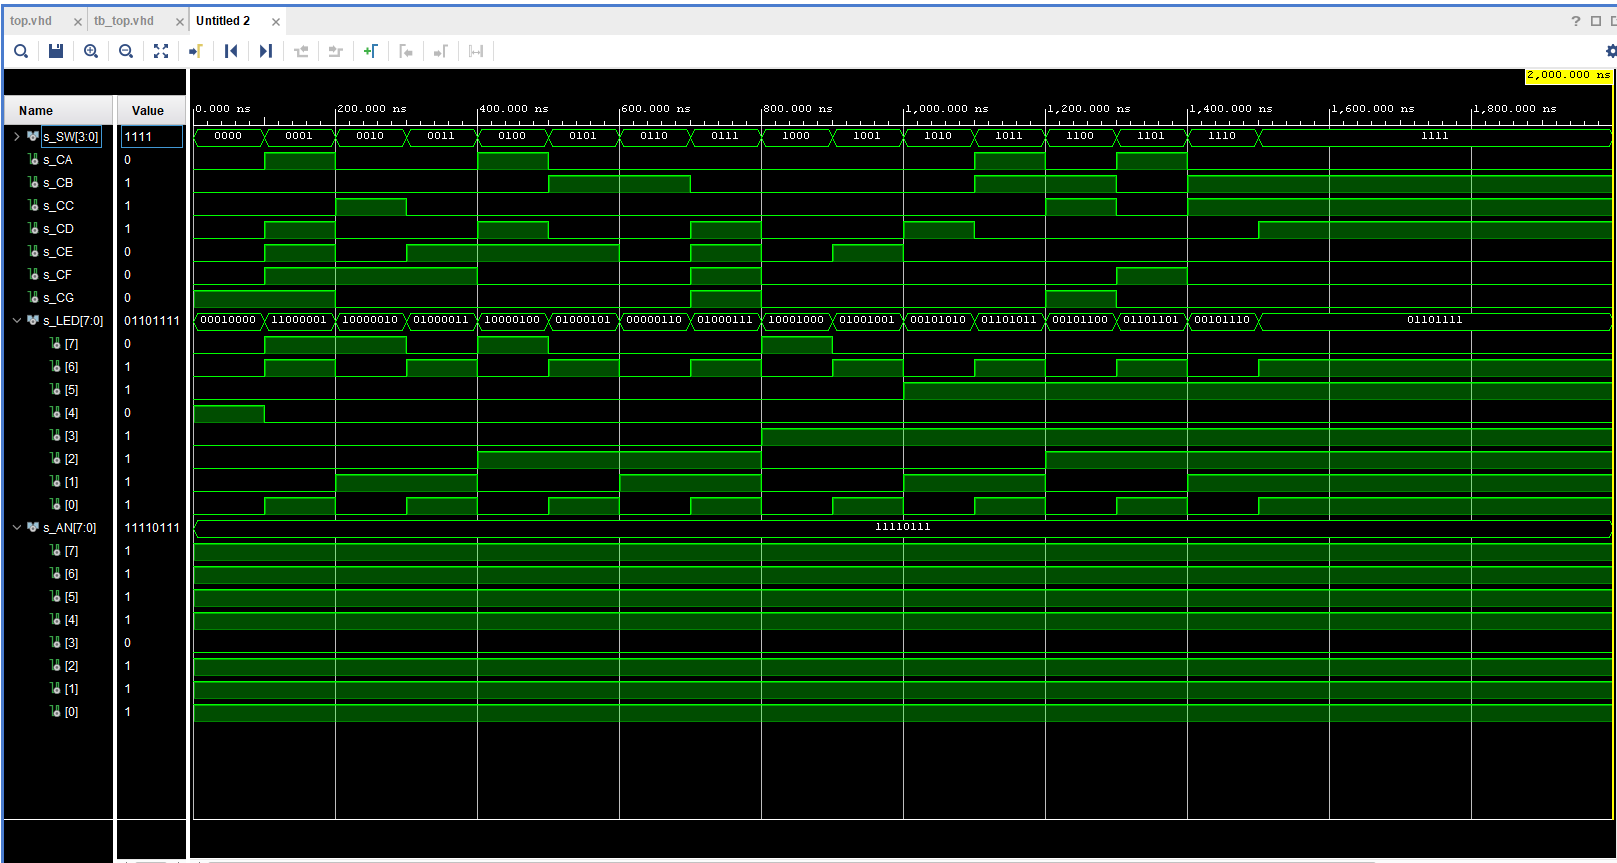 top.vhd × tb_top.vhd × Untitled 2 × ?
2,000.000 ns
Name Value 0.000 ns 200.000 ns 400.000 ns 600.000 ns 800.000 ns 1,000.000 ns 1,200.000 ns 1,400.000 ns 1,600.000 ns 1,800.000 ns
s_SW[3:0] 1111 0000 0001 0010 0011 0100 0101 0110 0111 1000 1001 1010 1011 1100 1101 1110 1111
s_CA 0
s_CB 1
s_CC 1
s_CD 1
s_CE 0
s_CF 0
s_CG 0
s_LED[7:0] 01101111 00010000 11000001 10000010 01000011 10000100 01000101 00000110 01000111 10001000 01001001 00101010 01101011 00101100 01101101 00101110 01101111
[7] 0
[6] 1
[5] 1
[4] 0
[3] 1
[2] 1
[1] 1
[0] 1
s_AN[7:0] 11110111 11110111
[7] 1
[6] 1
[5] 1
[4] 1
[3] 0
[2] 1
[1] 1
[0] 1